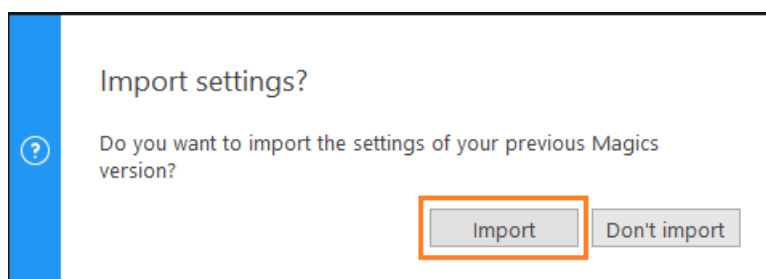 Import settings?
Do you want to import the settings of your previous Magics
version?
Import
Don't import